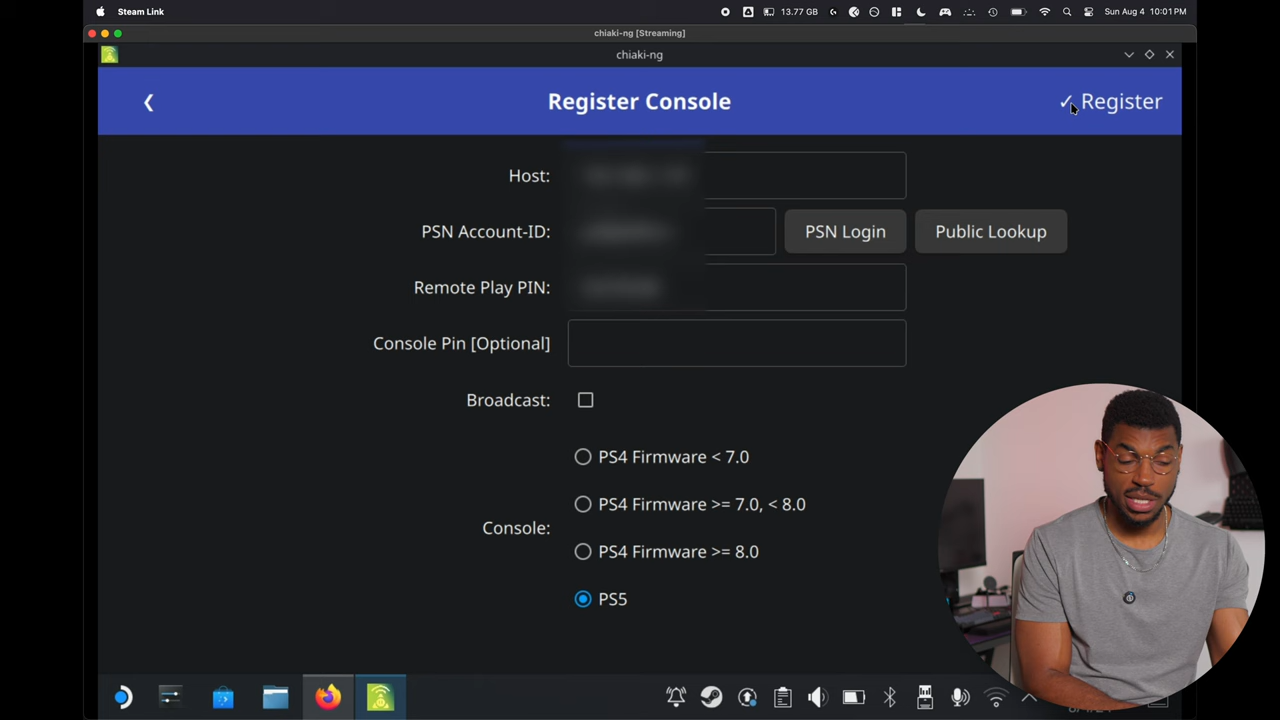 Steam Link
13.77 GB
Sun Aug 4 10:01 PM
chiaki-ng [Streaming]
chiaki-ng
❮
Register Console
✓ Register
Host:
PSN Account-ID:
PSN Login
Public Lookup
Remote Play PIN:
Console Pin [Optional]
Broadcast:
PS4 Firmware < 7.0
PS4 Firmware >= 7.0, < 8.0
Console:
PS4 Firmware >= 8.0
PS5